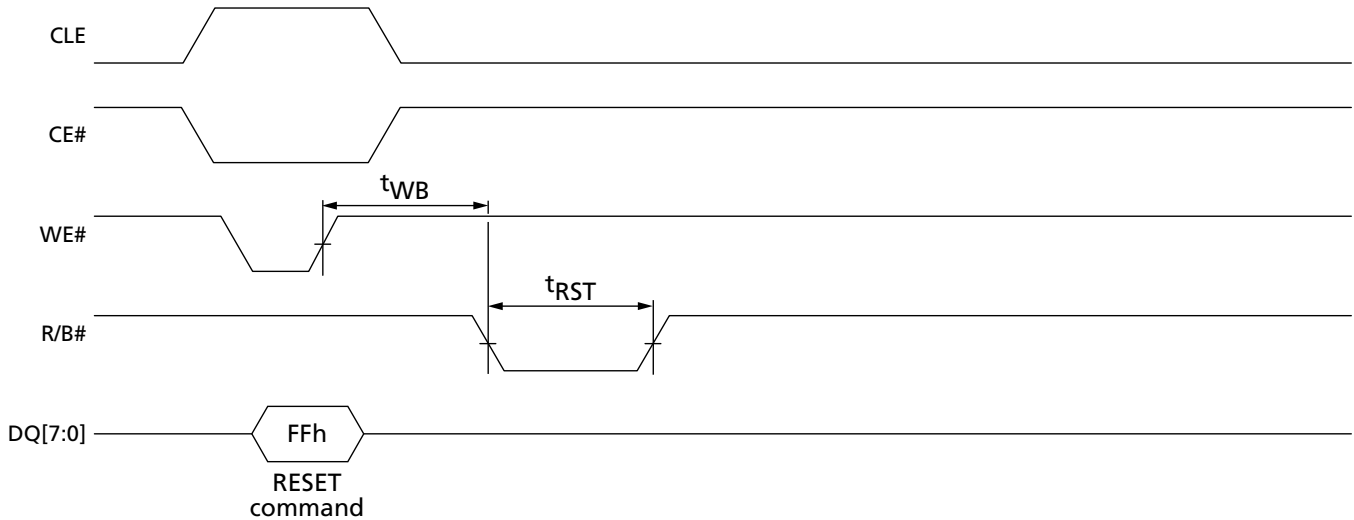 CLE
CE#
tWB
WE#
tRST
R/B#
DQ[7:0]
FFh
RESET
command